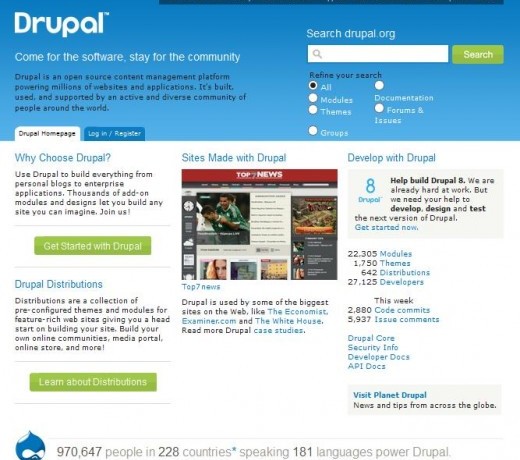 Drupal™
Come for the software, stay for the community
Drupal is an open source content management platform
powering millions of websites and applications. It's built,
used, and supported by an active and diverse community of
people around the world.
Search drupal.org
Search
Refine your search
All
Modules
Themes
Groups
Documentation
Forums &
Issues
Drupal Homepage
Log in / Register
Why Choose Drupal?
Use Drupal to build everything from
personal blogs to enterprise
applications. Thousands of add-on
modules and designs let you build any
site you can imagine. Join us!
Get Started with Drupal
Drupal Distributions
Distributions are a collection of
pre-configured themes and modules for
feature-rich web sites giving you a head
start on building your site. Build your
own online communities, media portal,
online store, and more!
Learn about Distributions
Sites Made with Drupal
TOP7NEWS
Top7news
Drupal is used by some of the biggest
sites on the Web, like The Economist,
Examiner.com and The White House.
Read more Drupal case studies.
Develop with Drupal
8
Drupal™
Help build Drupal 8. We are
already hard at work. But
we need your help to
develop, design and test
the next version of Drupal.
Get started now.
22,305 Modules
1,750 Themes
642 Distributions
27,125 Developers
This week
2,880 Code commits
5,937 Issue comments
Drupal Core
Security Info
Developer Docs
API Docs
Visit Planet Drupal
News and tips from across the globe.
970,647 people in 228 countries* speaking 181 languages power Drupal.